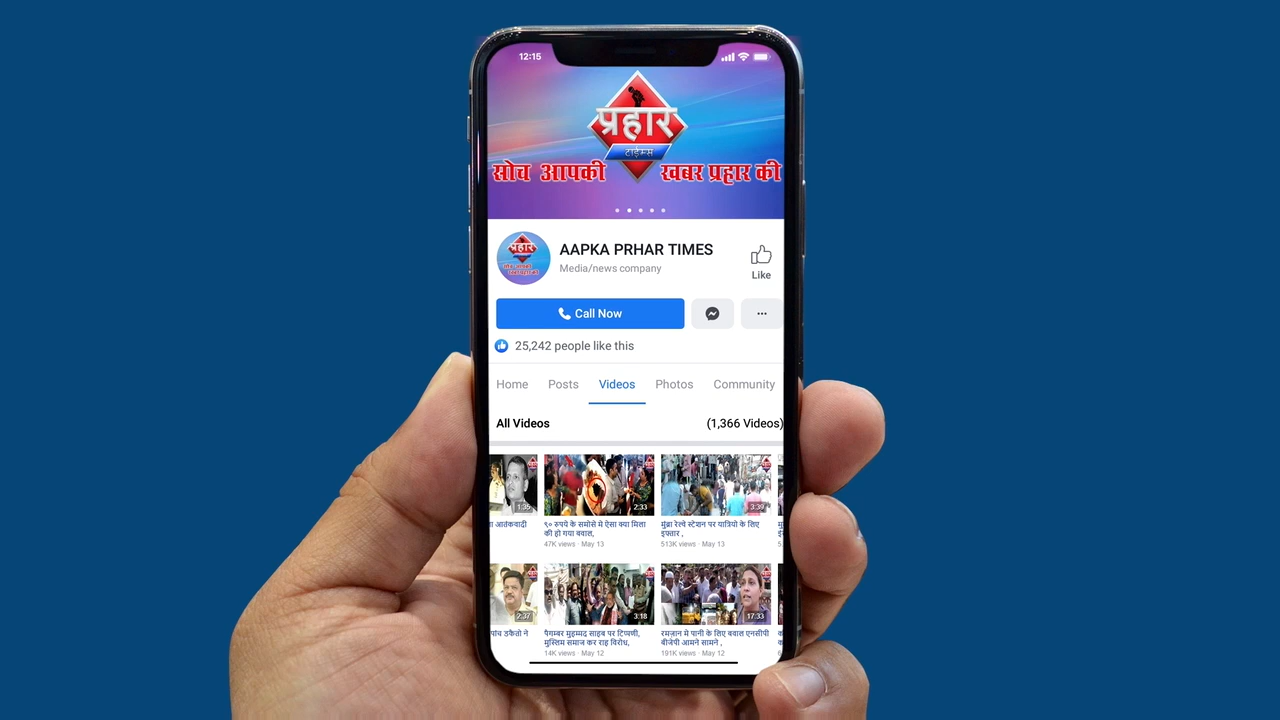 12:15
प्रहार
टाईम्स
सोच आपकी खबर प्रहार की
प्रहार
AAPKA PRHAR TIMES
Media/news company
Like
Call Now
25,242 people like this
Home Posts Videos Photos Community
All Videos (1,366 Videos)
1:35 2:33 3:39
आतंकवादी
९० रुपये के समोसे मे ऐसा क्या मिला
की हो गया बवाल,
47K views · May 13
मुंब्रा रेल्वे स्टेशन पर यात्रियो के लिए
इफ्तार ,
513K views · May 13
2:37 3:18 17:33
पांच डकैतो ने
पैगम्बर मुहम्मद साहब पर टिप्पणी,
मुस्लिम समाज कर राह विरोध,
14K views · May 12
रमज़ान मे पानी के लिए बवाल एनसीपी
बीजेपी आमने सामने ,
191K views · May 12